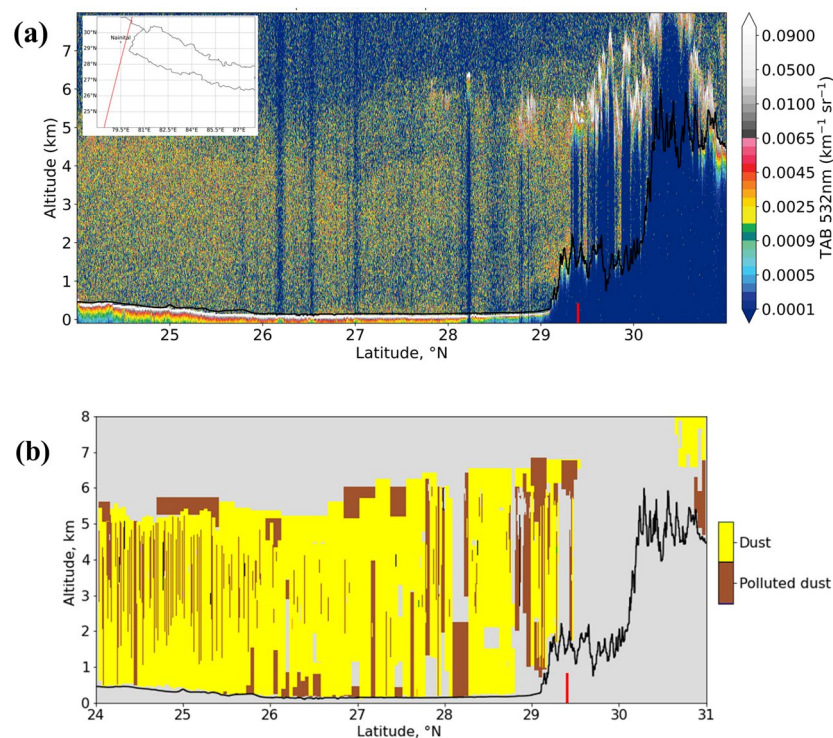 (a)
8
7
6
5
4
3
2
1
0
Altitude (km)
Nainital
30°N
29°N
28°N
26°N
25°N
79.5°E 81°E 82.5°E 84°E 85.5°E 87°E
25 26 27 28 29 30
Latitude, °N
0.0900
0.0500
0.0100
0.0065
0.0045
0.0015
0.0009
0.0005
0.0001
TAB 532nm (km⁻¹ sr⁻¹)
(b)
8
7
6
5
4
3
2
1
0
Altitude, km
24 25 26 27 28 29 30 31
Latitude, °N
Dust
Polluted dust